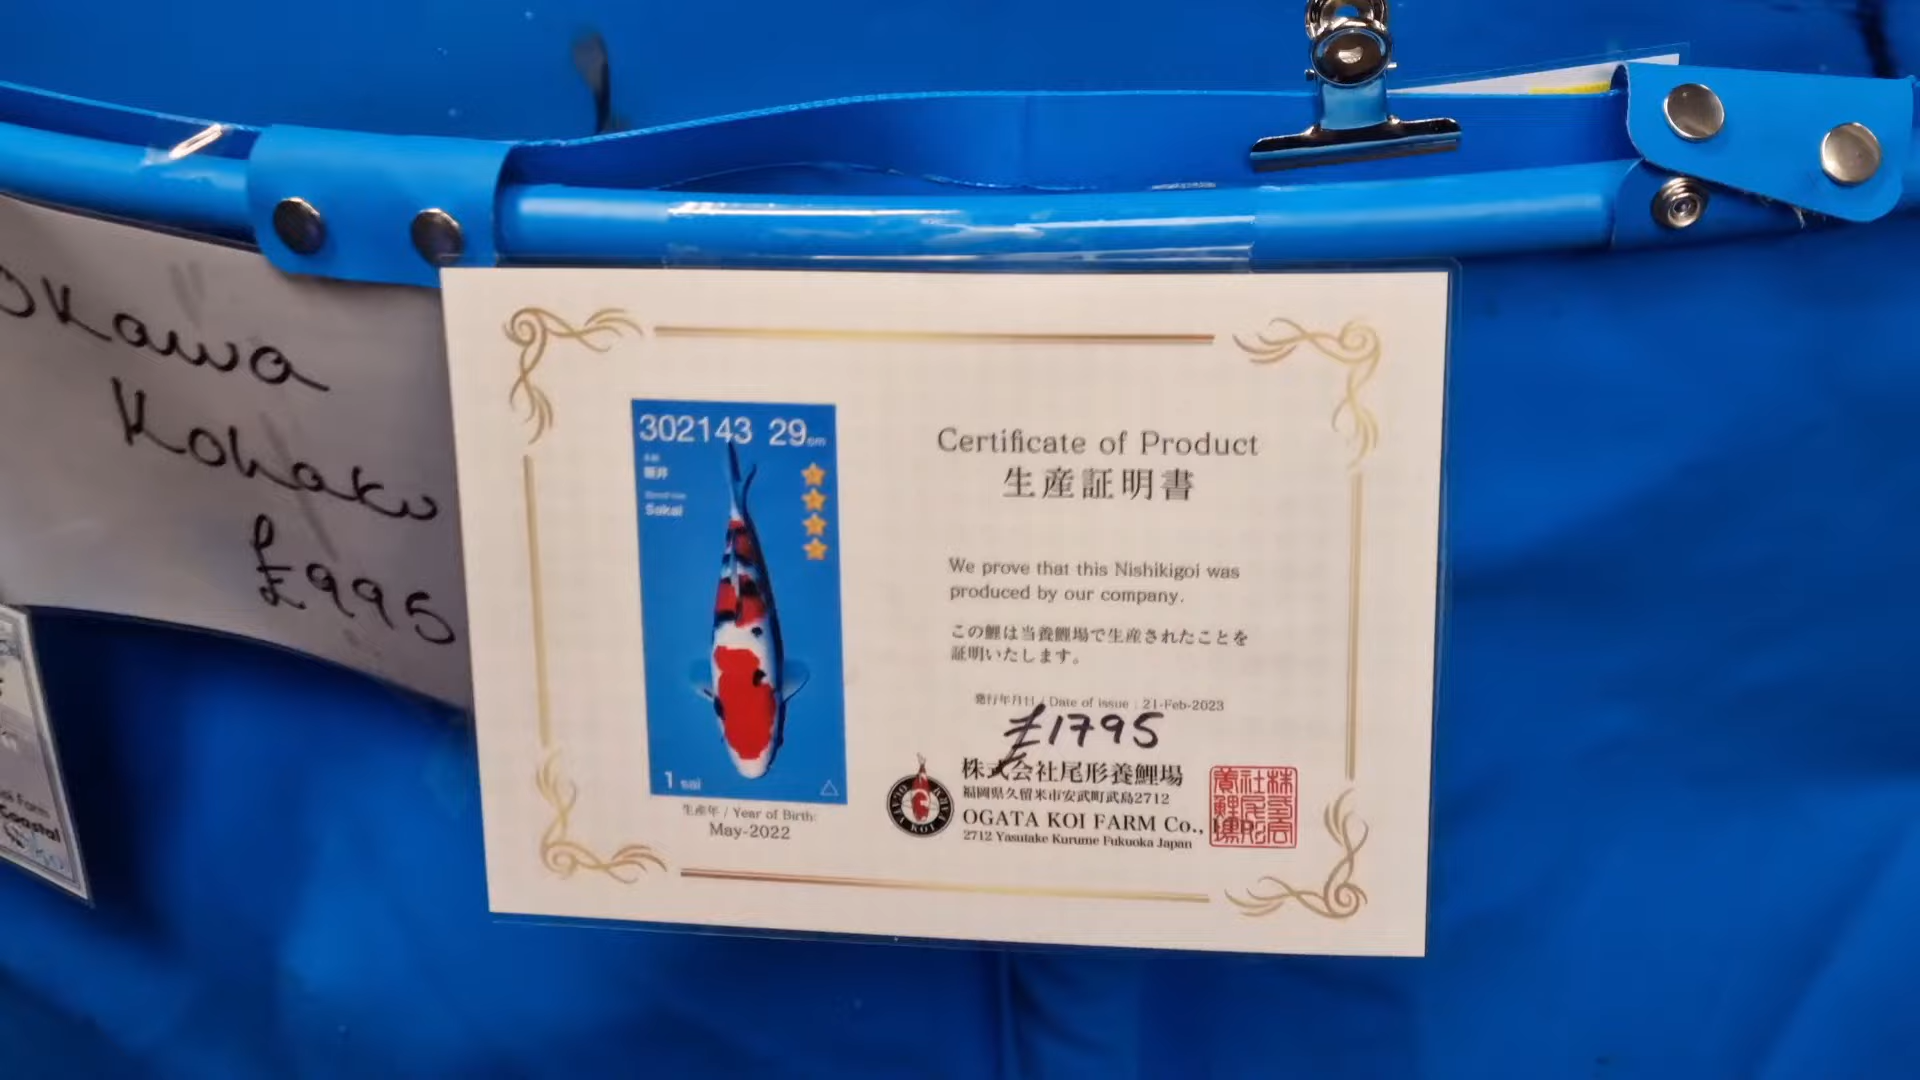 okawa
Kohaku
£995
Coastal
302143 29cm
Sakai
1 sai
生産年 / Year of Birth:
May-2022
Certificate of Product
生産証明書
We prove that this Nishikigoi was
produced by our company.
この鯉は当養鯉場で生産されたことを
証明いたします。
発行年月日 / Date of issue : 21-Feb-2023
£1795
株式会社尾形養鯉場
福岡県久留米市安武町武島2712
OGATA KOI FARM Co.,
2712 Yasutake Kurume Fukuoka Japan